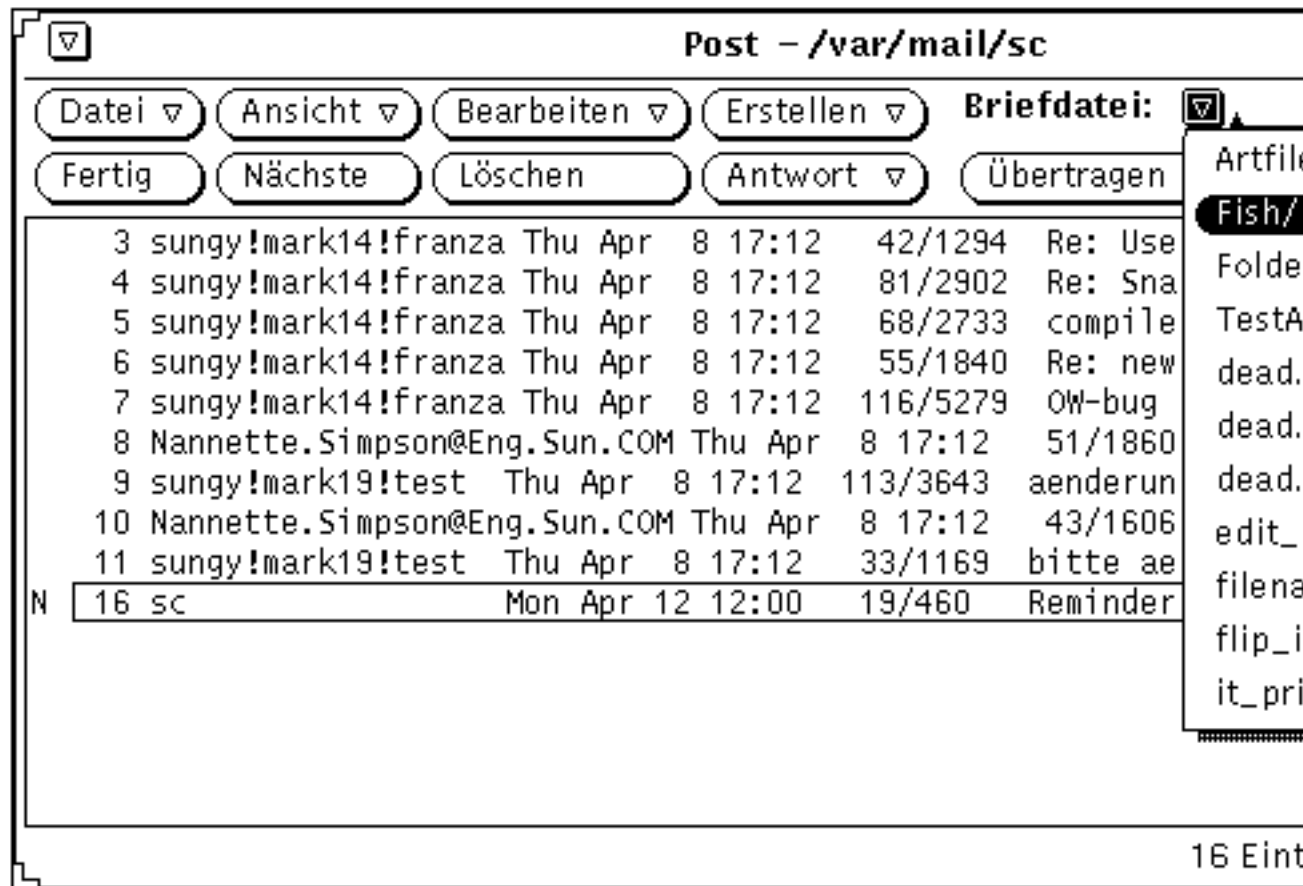 Post – /var/mail/sc
Datei Ansicht Bearbeiten Erstellen Briefdatei:
Fertig Nächste Löschen Antwort Übertragen
3 sungy!mark14!franza Thu Apr 8 17:12 42/1294 Re: Use
4 sungy!mark14!franza Thu Apr 8 17:12 81/2902 Re: Sna
5 sungy!mark14!franza Thu Apr 8 17:12 68/2733 compile
6 sungy!mark14!franza Thu Apr 8 17:12 55/1840 Re: new
7 sungy!mark14!franza Thu Apr 8 17:12 116/5279 OW-bug
8 Nannette.Simpson@Eng.Sun.COM Thu Apr 8 17:12 51/1860
9 sungy!mark19!test Thu Apr 8 17:12 113/3643 aenderun
10 Nannette.Simpson@Eng.Sun.COM Thu Apr 8 17:12 43/1606
11 sungy!mark19!test Thu Apr 8 17:12 33/1169 bitte ae
N 16 sc Mon Apr 12 12:00 19/460 Reminder
Artfile
Fish/
Folde
TestA
dead.
dead.
dead.
edit_
filena
flip_i
it_pri
16 Eint